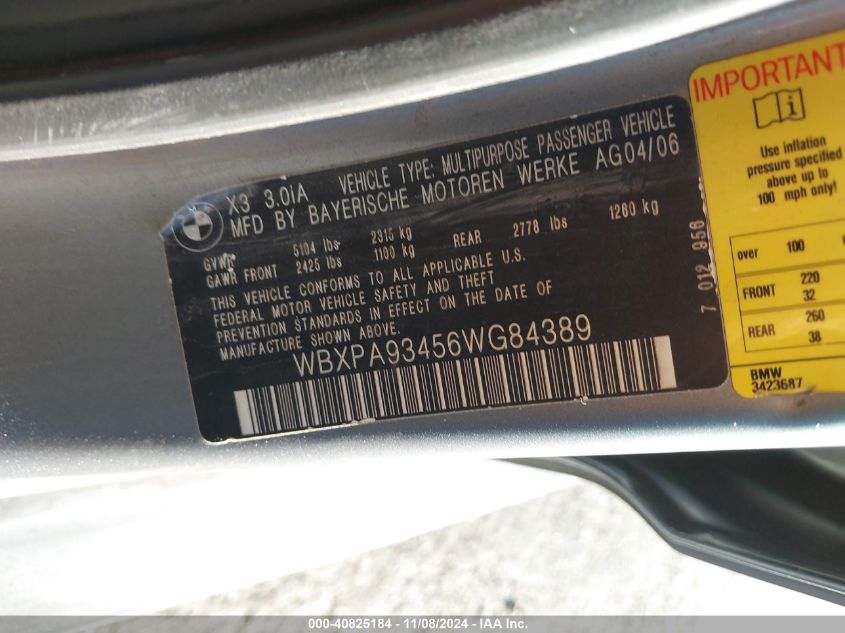 X3 3.0iA VEHICLE TYPE: MULTIPURPOSE PASSENGER VEHICLE
MFD BY BAYERISCHE MOTOREN WERKE AG04/06
GVWR 5104 lbs 2315 kg
GAWR FRONT 2425 lbs 1100 kg REAR 2778 lbs 1260 kg
THIS VEHICLE CONFORMS TO ALL APPLICABLE U.S.
FEDERAL MOTOR VEHICLE SAFETY AND THEFT
PREVENTION STANDARDS IN EFFECT ON THE DATE OF
MANUFACTURE SHOWN ABOVE.
WBXPA93456WG84389
7 012 956
IMPORTANT
i
Use inflation
pressure specified
above up to
100 mph only!
over 100
FRONT 220
32
REAR 260
38
BMW
3423687
000-40825184 - 11/08/2024 - IAA Inc.